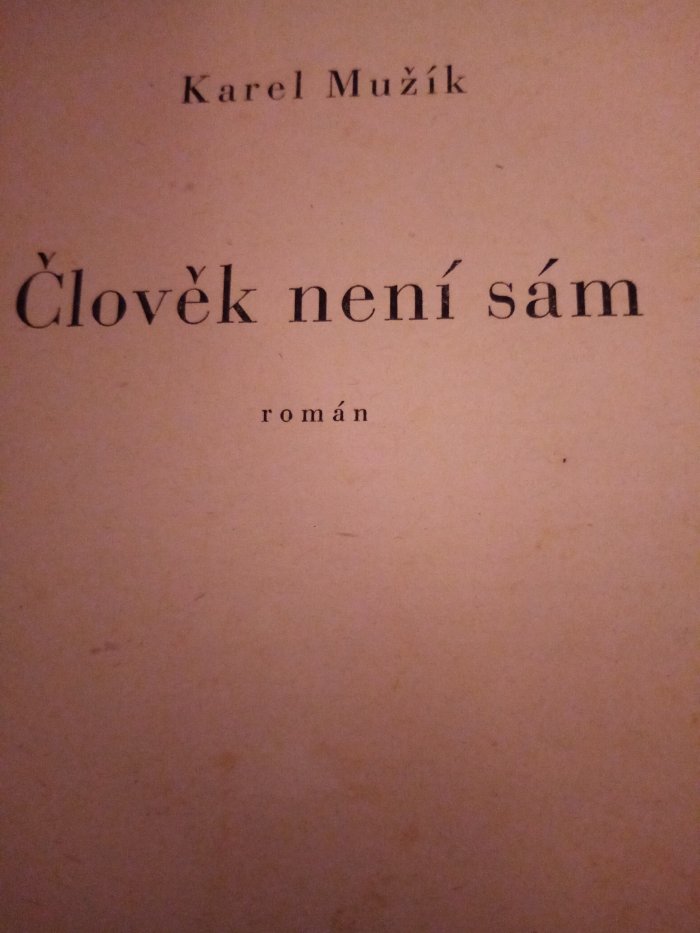 Karel Mužík
Člověk není sám
román